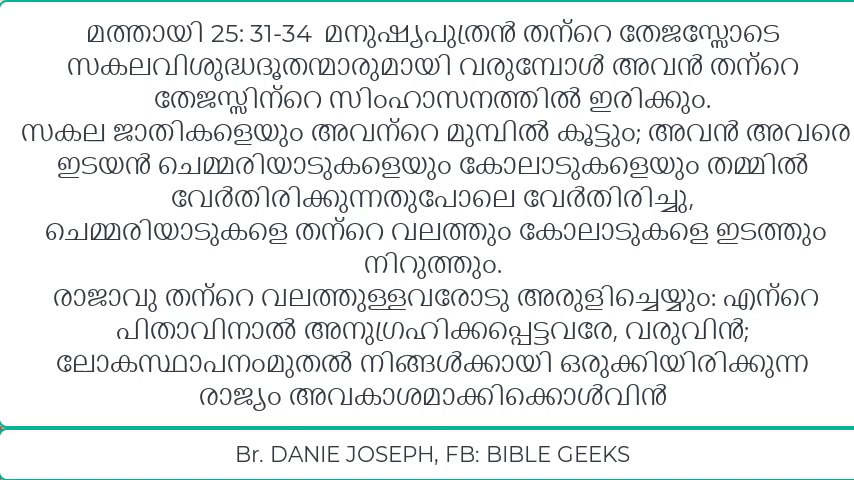 മത്തായി 25: 31-34 മനുഷ്യപുത്രൻ തന്റെ തേജസ്സോടെ
സകലവിശുദ്ധദൂതന്മാരുമായി വരുമ്പോൾ അവൻ തന്റെ
തേജസ്സിന്റെ സിംഹാസനത്തിൽ ഇരിക്കും.
സകല ജാതികളെയും അവന്റെ മുമ്പിൽ കൂട്ടും; അവൻ അവരെ
ഇടയൻ ചെമ്മരിയാടുകളെയും കോലാടുകളെയും തമ്മിൽ
വേർതിരിക്കുന്നതുപോലെ വേർതിരിച്ചു,
ചെമ്മരിയാടുകളെ തന്റെ വലത്തും കോലാടുകളെ ഇടത്തും
നിറുത്തും.
രാജാവു തന്റെ വലത്തുള്ളവരോടു അരുളിച്ചെയ്യും: എന്റെ
പിതാവിനാൽ അനുഗ്രഹിക്കപ്പെട്ടവരേ, വരുവിൻ;
ലോകസ്ഥാപനംമുതൽ നിങ്ങൾക്കായി ഒരുക്കിയിരിക്കുന്ന
രാജ്യം അവകാശമാക്കിക്കൊൾവിൻ
Br. DANIE JOSEPH, FB: BIBLE GEEKS